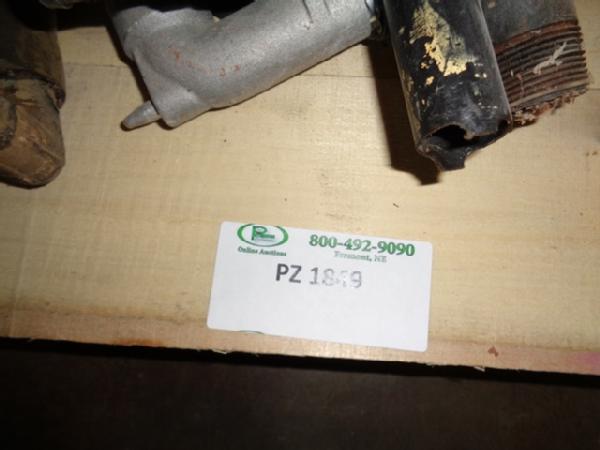 800-492-9090
Online Auctions
Fremont, NE
PZ 1849